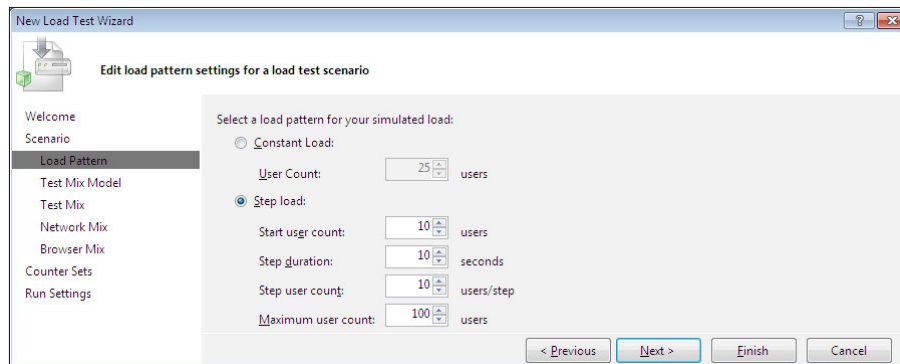 New Load Test Wizard
Edit load pattern settings for a load test scenario
Welcome
Scenario
Load Pattern
Test Mix Model
Test Mix
Network Mix
Browser Mix
Counter Sets
Run Settings
Select a load pattern for your simulated load:
Constant Load:
User Count: 25 users
Step load:
Start user count: 10 users
Step duration: 10 seconds
Step user count: 10 users/step
Maximum user count: 100 users
< Previous Next > Finish Cancel